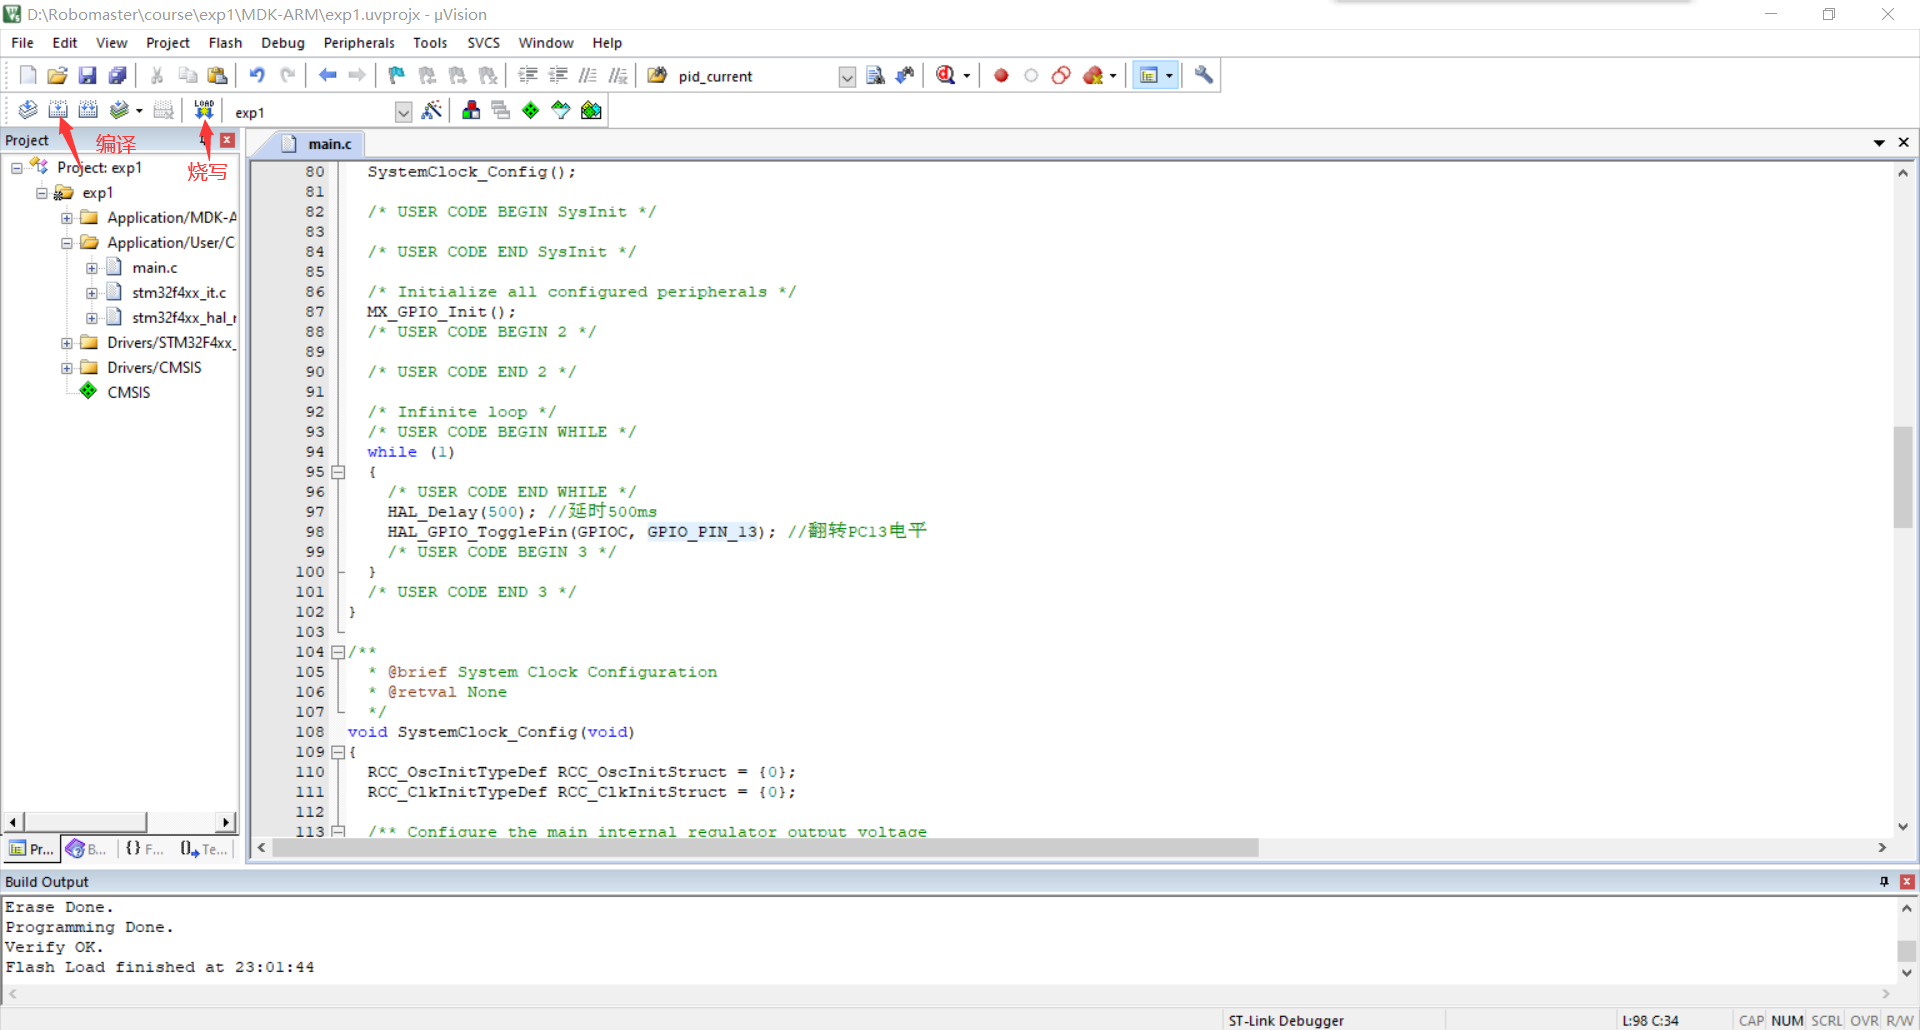 D:\Robomaster\course\exp1\MDK-ARM\exp1.uvprojx - µVision
File Edit View Project Flash Debug Peripherals Tools SVCS Window Help
pid_current
LOAD exp1
Project
编译
烧写
Project: exp1
exp1
Application/MDK-A
Application/User/C
main.c
stm32f4xx_it.c
stm32f4xx_hal_r
Drivers/STM32F4xx_
Drivers/CMSIS
CMSIS
Pr... B... {} F... Te...
main.c
80 SystemClock_Config();
81
82 /* USER CODE BEGIN SysInit */
83
84 /* USER CODE END SysInit */
85
86 /* Initialize all configured peripherals */
87 MX_GPIO_Init();
88 /* USER CODE BEGIN 2 */
89
90 /* USER CODE END 2 */
91
92 /* Infinite loop */
93 /* USER CODE BEGIN WHILE */
94 while (1)
95 {
96 /* USER CODE END WHILE */
97 HAL_Delay(500); //延时500ms
98 HAL_GPIO_TogglePin(GPIOC, GPIO_PIN_13); //翻转PC13电平
99 /* USER CODE BEGIN 3 */
100 }
101 /* USER CODE END 3 */
102 }
103
104 /**
105 * @brief System Clock Configuration
106 * @retval None
107 */
108 void SystemClock_Config(void)
109 {
110 RCC_OscInitTypeDef RCC_OscInitStruct = {0};
111 RCC_ClkInitTypeDef RCC_ClkInitStruct = {0};
112
113 /** Configure the main internal regulator output voltage
Build Output
Erase Done.
Programming Done.
Verify OK.
Flash Load finished at 23:01:44
ST-Link Debugger L:98 C:34 CAP NUM SCRL OVR R/W